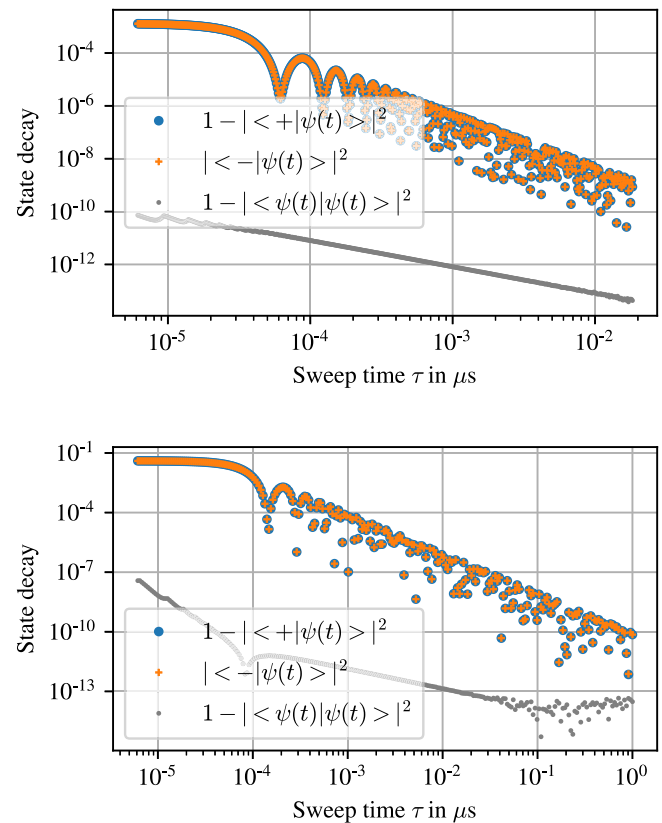 10⁻⁴
10⁻⁶
10⁻⁸
10⁻¹⁰
10⁻¹²
State decay
1 − | < +|ψ(t) > |²
| < −|ψ(t) > |²
1 − | < ψ(t)|ψ(t) > |²
10⁻⁵ 10⁻⁴ 10⁻³ 10⁻²
Sweep time τ in μs
10⁻¹
10⁻⁴
10⁻⁷
10⁻¹⁰
10⁻¹³
State decay
1 − | < +|ψ(t) > |²
| < −|ψ(t) > |²
1 − | < ψ(t)|ψ(t) > |²
10⁻⁵ 10⁻⁴ 10⁻³ 10⁻² 10⁻¹ 10⁰
Sweep time τ in μs